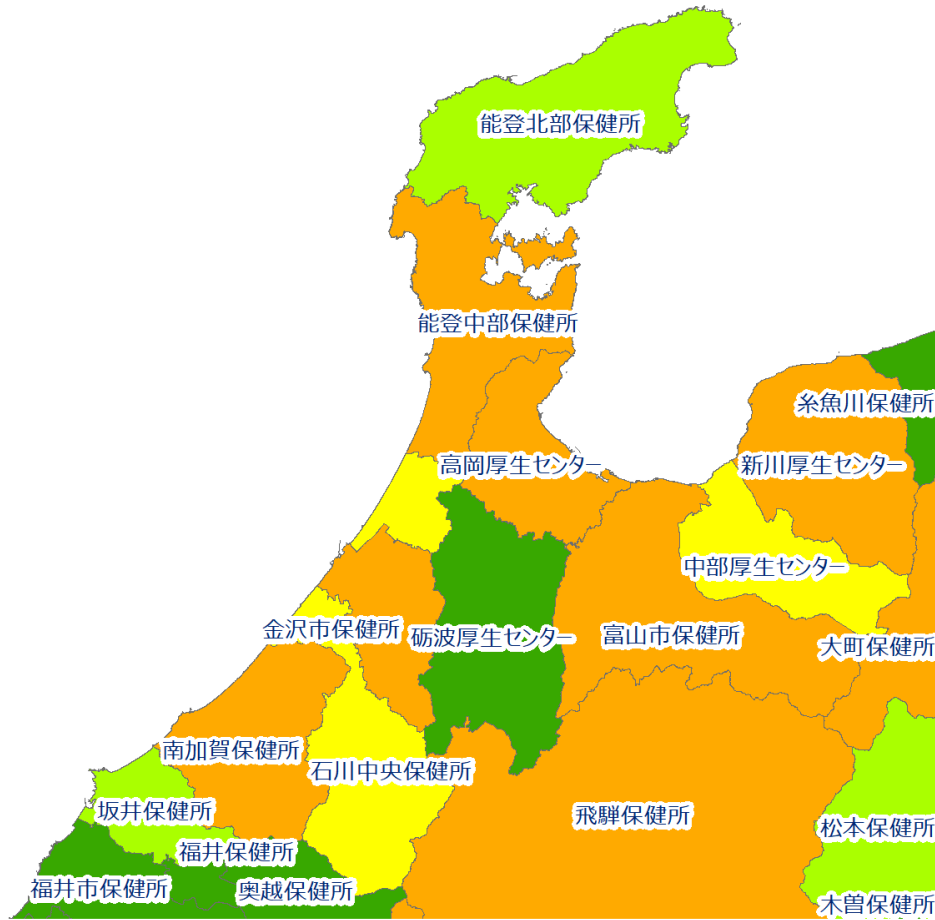 能登北部保健所
能登中部保健所
糸魚川保健所
高岡厚生センター
新川厚生センター
中部厚生センター
金沢市保健所
砺波厚生センター
富山市保健所
大町保健所
南加賀保健所
石川中央保健所
坂井保健所
飛騨保健所
松本保健所
福井保健所
福井市保健所
奥越保健所
木曽保健所